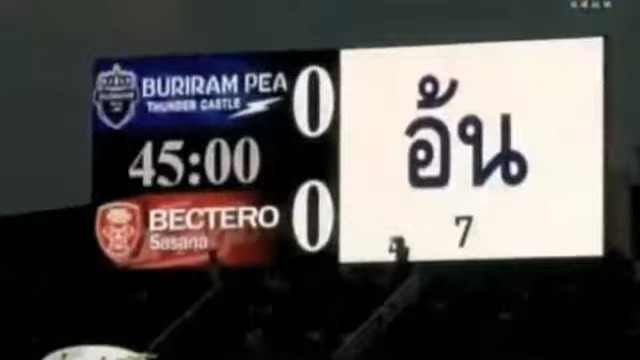 BURIRAM PEA 0
THUNDER CASTLE
45:00
BECTERO 0
Sasana
อ้น
7